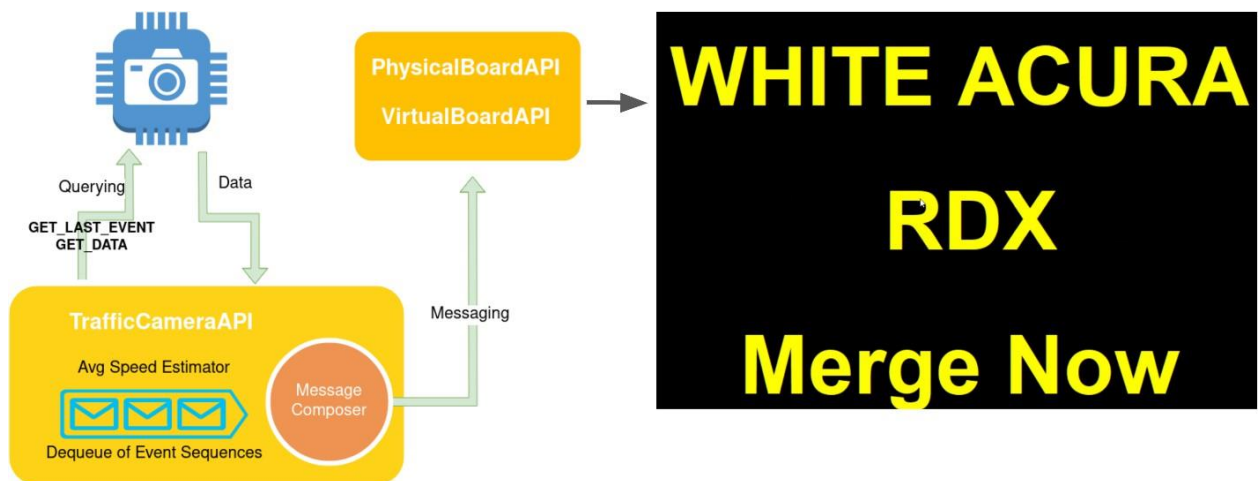 Querying
Data
GET_LAST_EVENT
GET_DATA
TrafficCameraAPI
Avg Speed Estimator
Dequeue of Event Sequences
Message
Composer
Messaging
PhysicalBoardAPI
VirtualBoardAPI
WHITE ACURA
RDX
Merge Now